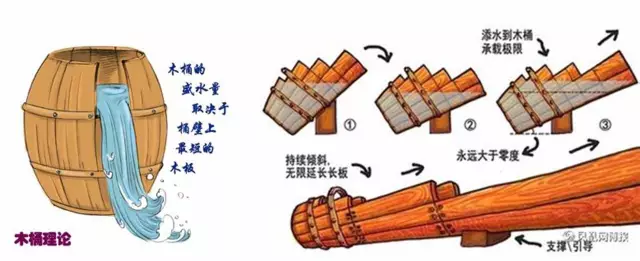 木桶的
盛水量
取决于
桶壁上
最短的
木板
木桶理论
添水到木桶
承载极限
①
②
③
永远大于零度
持续倾斜,
无限延长长板
支撑\引导